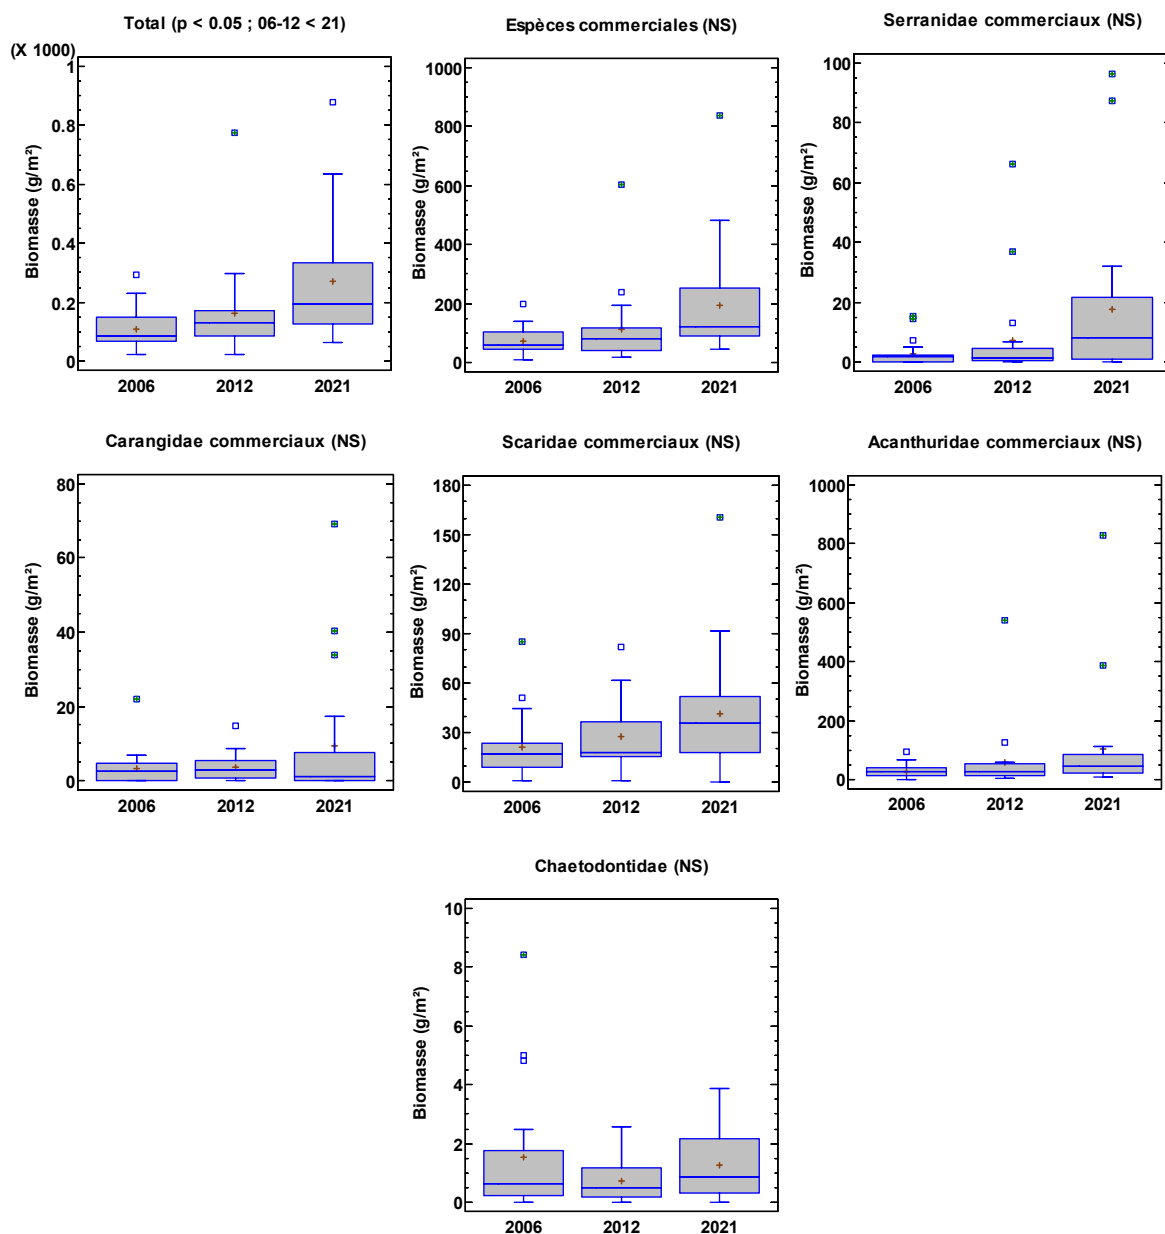 Total (p < 0.05 ; 06-12 < 21)
(X 1000)
Biomasse (g/m²)
1
0.8
0.6
0.4
0.2
0
2006 2012 2021
Espèces commerciales (NS)
Biomasse (g/m²)
1000
800
600
400
200
0
2006 2012 2021
Serranidae commerciaux (NS)
Biomasse (g/m²)
100
80
60
40
20
0
2006 2012 2021
Carangidae commerciaux (NS)
Biomasse (g/m²)
80
60
40
20
0
2006 2012 2021
Scaridae commerciaux (NS)
Biomasse (g/m²)
180
150
120
90
60
30
0
2006 2012 2021
Acanthuridae commerciaux (NS)
Biomasse (g/m²)
1000
800
600
400
200
0
2006 2012 2021
Chaetodontidae (NS)
Biomasse (g/m²)
10
8
6
4
2
0
2006 2012 2021